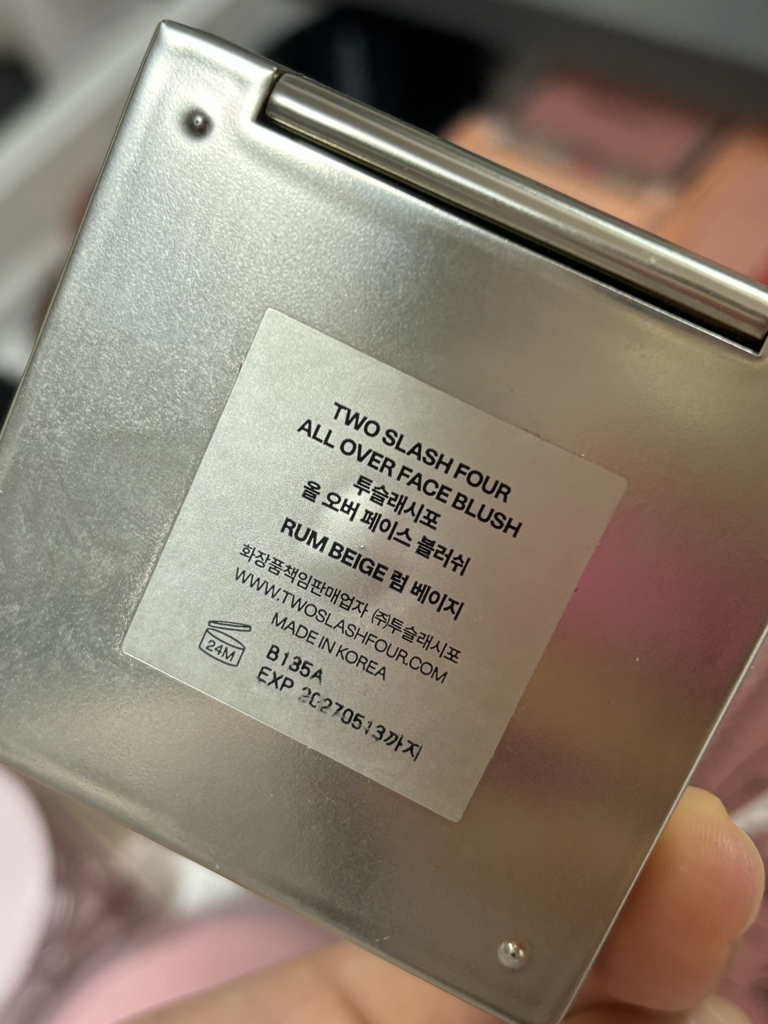 TWO SLASH FOUR
ALL OVER FACE BLUSH
투슬래시포
올 오버 페이스 블러쉬
RUM BEIGE 럼 베이지
화장품책임판매업자 ㈜투슬래시포
WWW.TWOSLASHFOUR.COM
MADE IN KOREA
24M
B135A
EXP 20270513까지